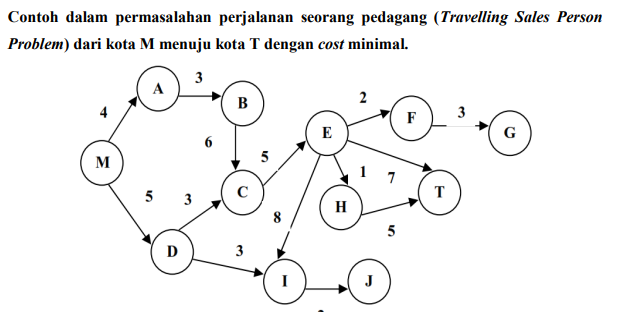 Contoh dalam permasalahan perjalanan seorang pedagang (Travelling Sales Person
Problem) dari kota M menuju kota T dengan cost minimal.
3
A
2
B
4
F
3
E
G
6
5
M
1
7
5
3
C
T
H
8
5
D
3
I
J